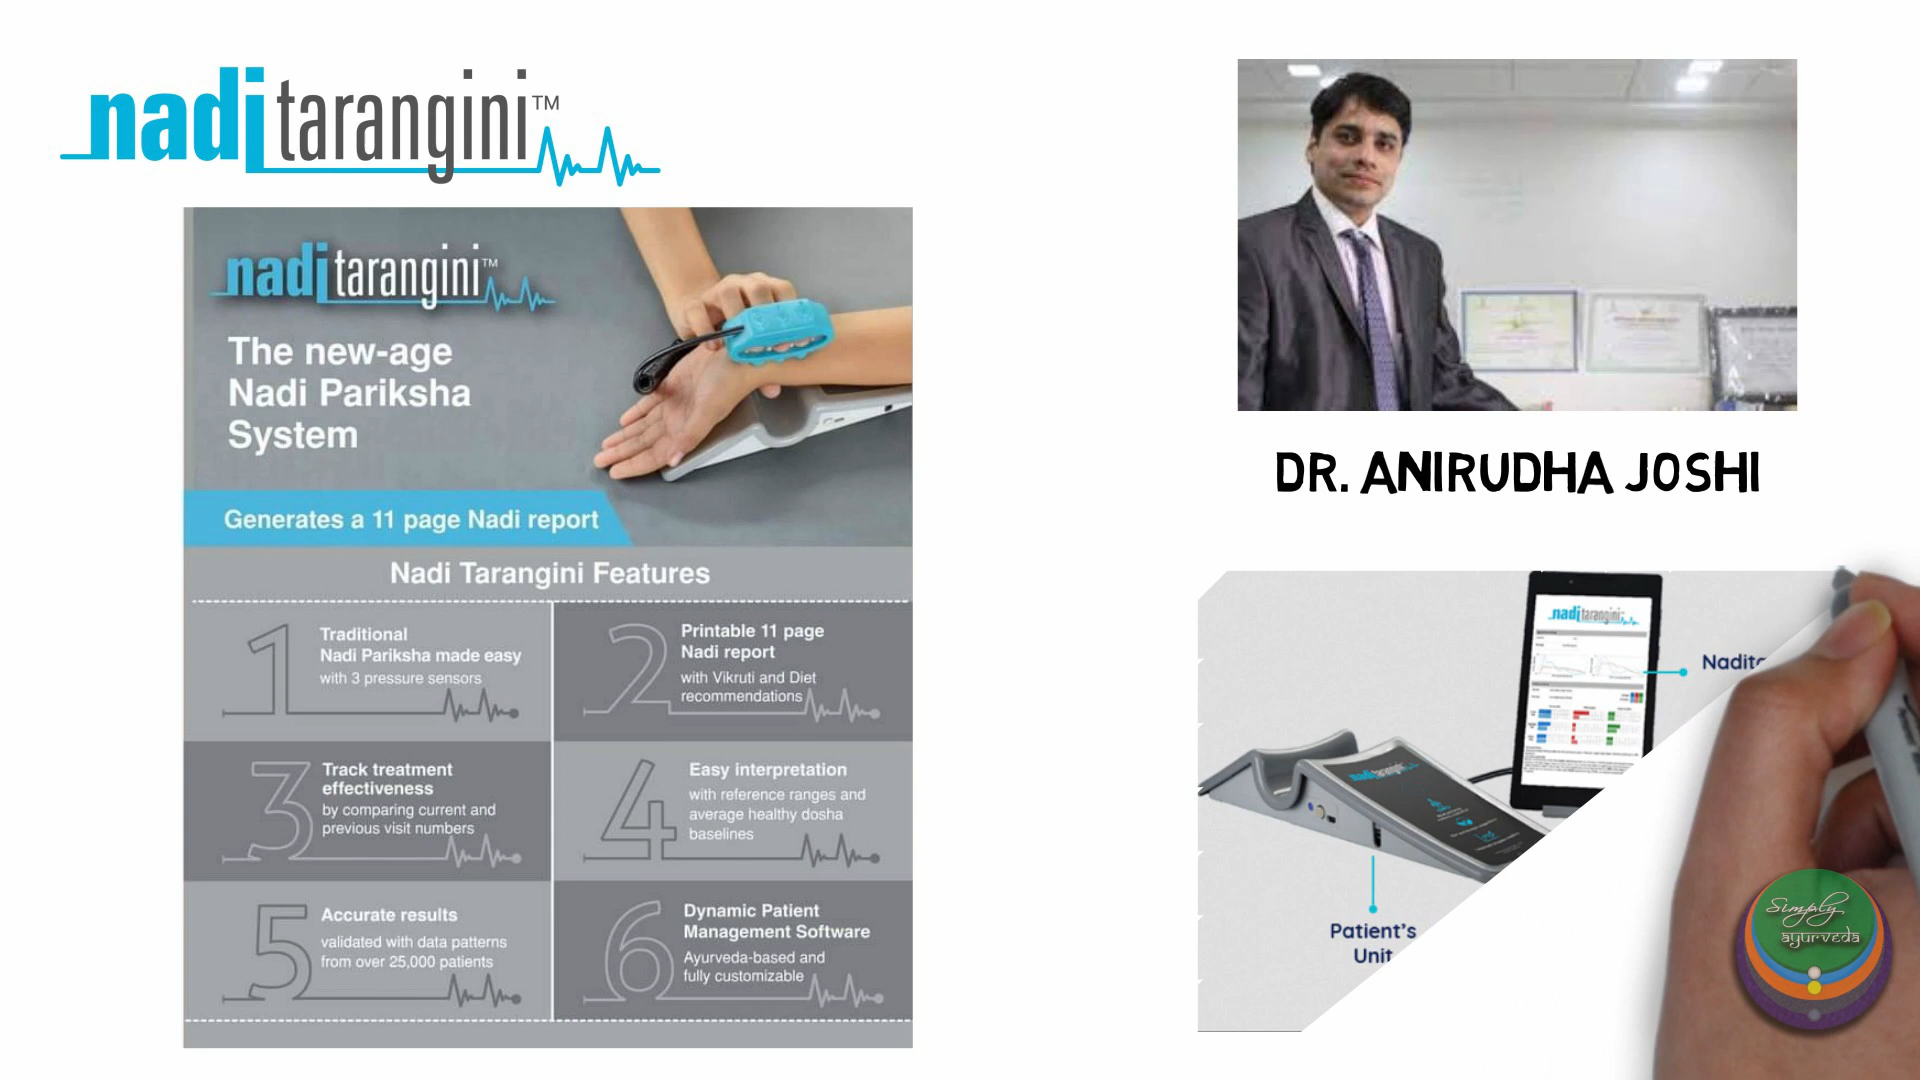 nadi tarangini™
nadi tarangini™
The new-age
Nadi Pariksha
System
Generates a 11 page Nadi report
Nadi Tarangini Features
1
Traditional
Nadi Pariksha made easy
with 3 pressure sensors
2
Printable 11 page
Nadi report
with Vikruti and Diet
recommendations
3
Track treatment
effectiveness
by comparing current and
previous visit numbers
4
Easy interpretation
with reference ranges and
average healthy dosha
baselines
5
Accurate results
validated with data patterns
from over 25,000 patients
6
Dynamic Patient
Management Software
Ayurveda-based and
fully customizable
DR. ANIRUDHA JOSHI
nadi tarangini
nadi tarangini
Patient's
Unit
Simply
ayurveda